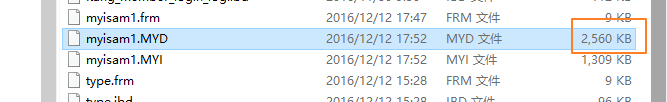 myisam1.frm 2016/12/12 17:47 FRM 文件 9 KB
myisam1.MYD 2016/12/12 17:52 MYD 文件 2,560 KB
myisam1.MYI 2016/12/12 17:52 MYI 文件 1,309 KB
type.frm 2016/12/12 15:28 FRM 文件 9 KB
type.ibd 2016/12/12 15:28 IBD 文件 96 KB